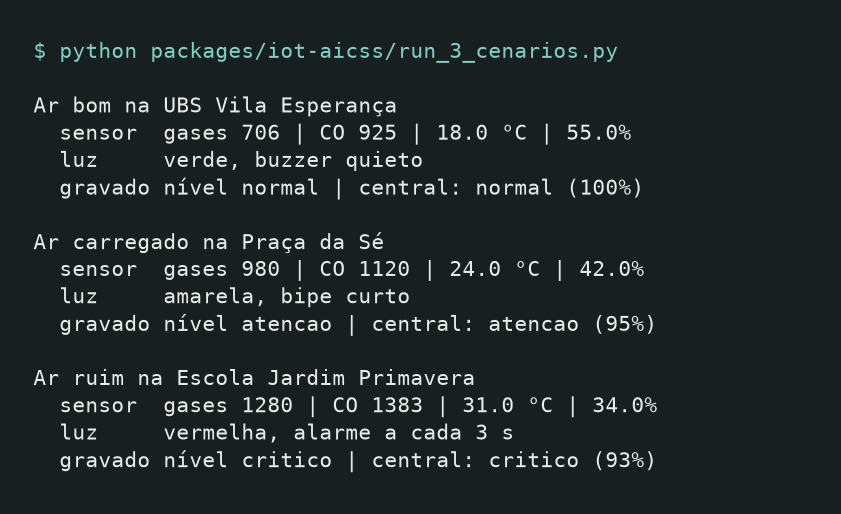 $ python packages/iot-aicss/run_3_cenarios.py
Ar bom na UBS Vila Esperança
sensor  gases 706 | CO 925 | 18.0 °C | 55.0%
luz     verde, buzzer quieto
gravado nível normal | central: normal (100%)
Ar carregado na Praça da Sé
sensor  gases 980 | CO 1120 | 24.0 °C | 42.0%
luz     amarela, bipe curto
gravado nível atencao | central: atencao (95%)
Ar ruim na Escola Jardim Primavera
sensor  gases 1280 | CO 1383 | 31.0 °C | 34.0%
luz     vermelha, alarme a cada 3 s
gravado nível critico | central: critico (93%)